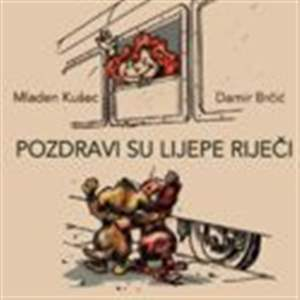 Mladen Kušec Damir Brčić
POZDRAVI SU LIJEPE RIJEČI